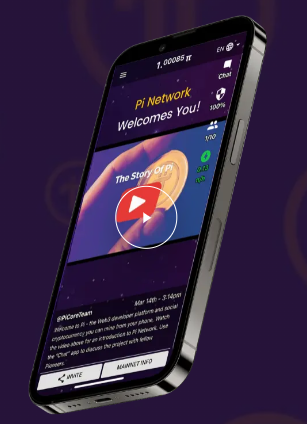 1.00085 π
EN
Chat
Pi Network
Welcomes You!
100%
1/10
The Story Of Pi
@PiCoreTeam
Mar 14th - 3:14pm
Welcome to Pi - the Web3 developer platform and social
cryptocurrency you can mine from your phone. Watch
the video above for an introduction to Pi Network. Use
the "Chat" app to discuss the project with fellow
Pioneers.
INVITE
MAINNET INFO